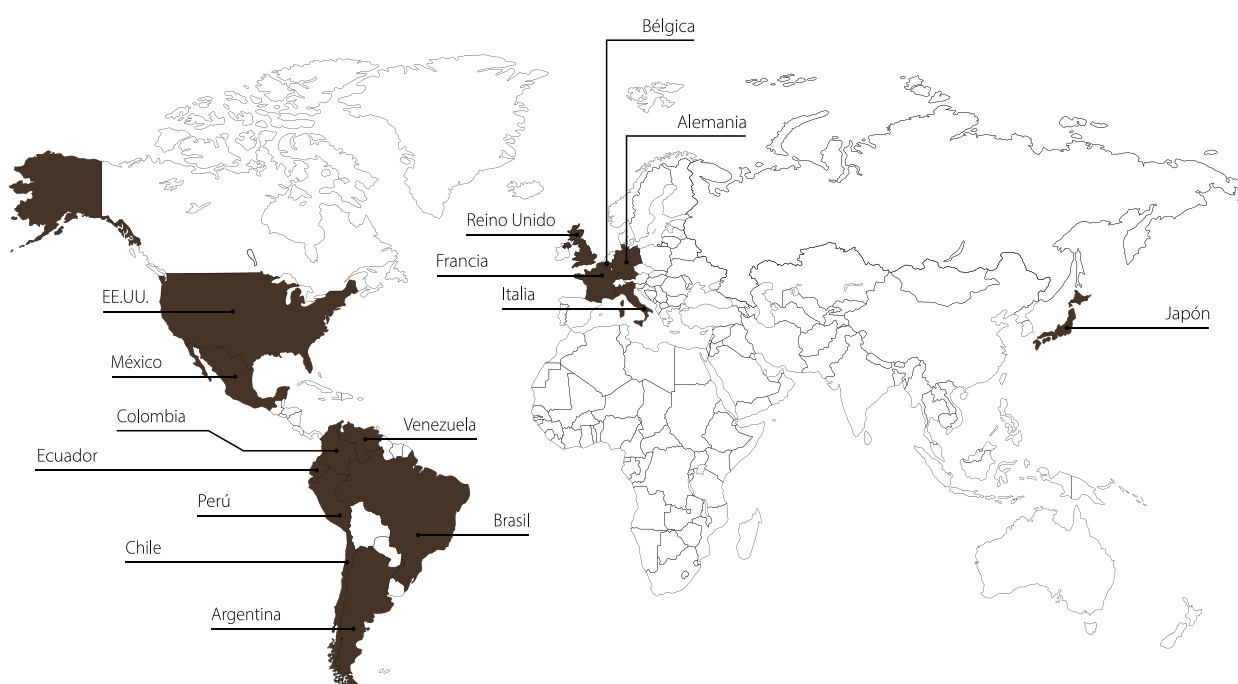 Bélgica
Alemania
Reino Unido
Francia
Italia
EE.UU.
Japón
México
Colombia
Venezuela
Ecuador
Perú
Brasil
Chile
Argentina